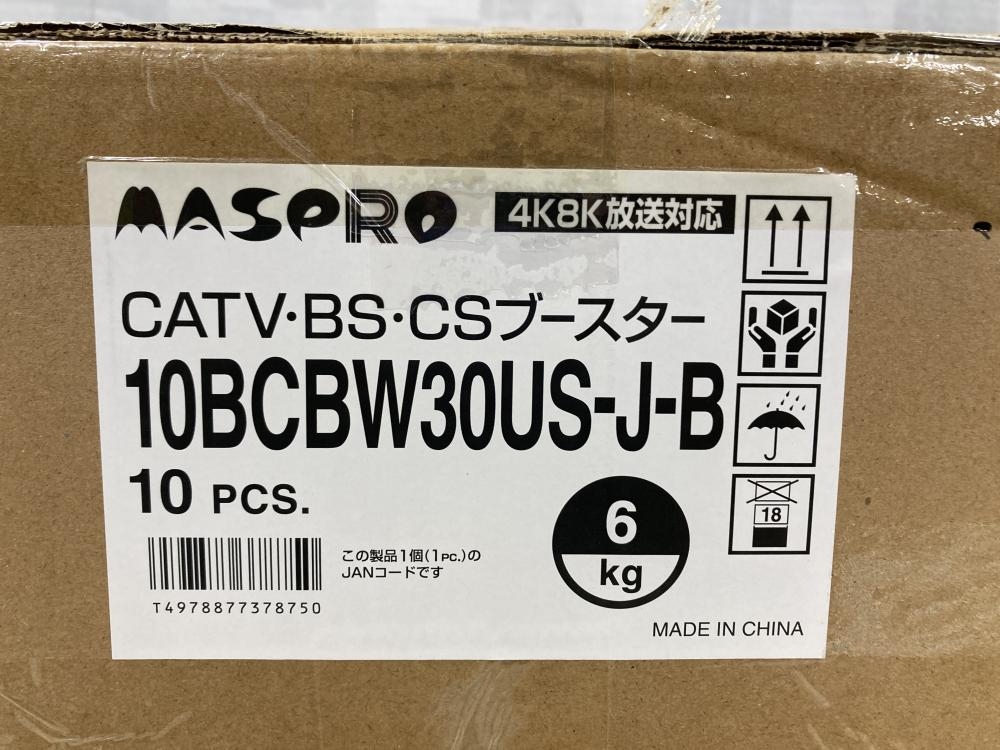 MASPRO
4K8K放送対応
CATV・BS・CSブースター
10BCBW30US-J-B
10 PCS.
6
kg
18
この製品1個(1PC.)の
JANコードです
T4978877378750
MADE IN CHINA